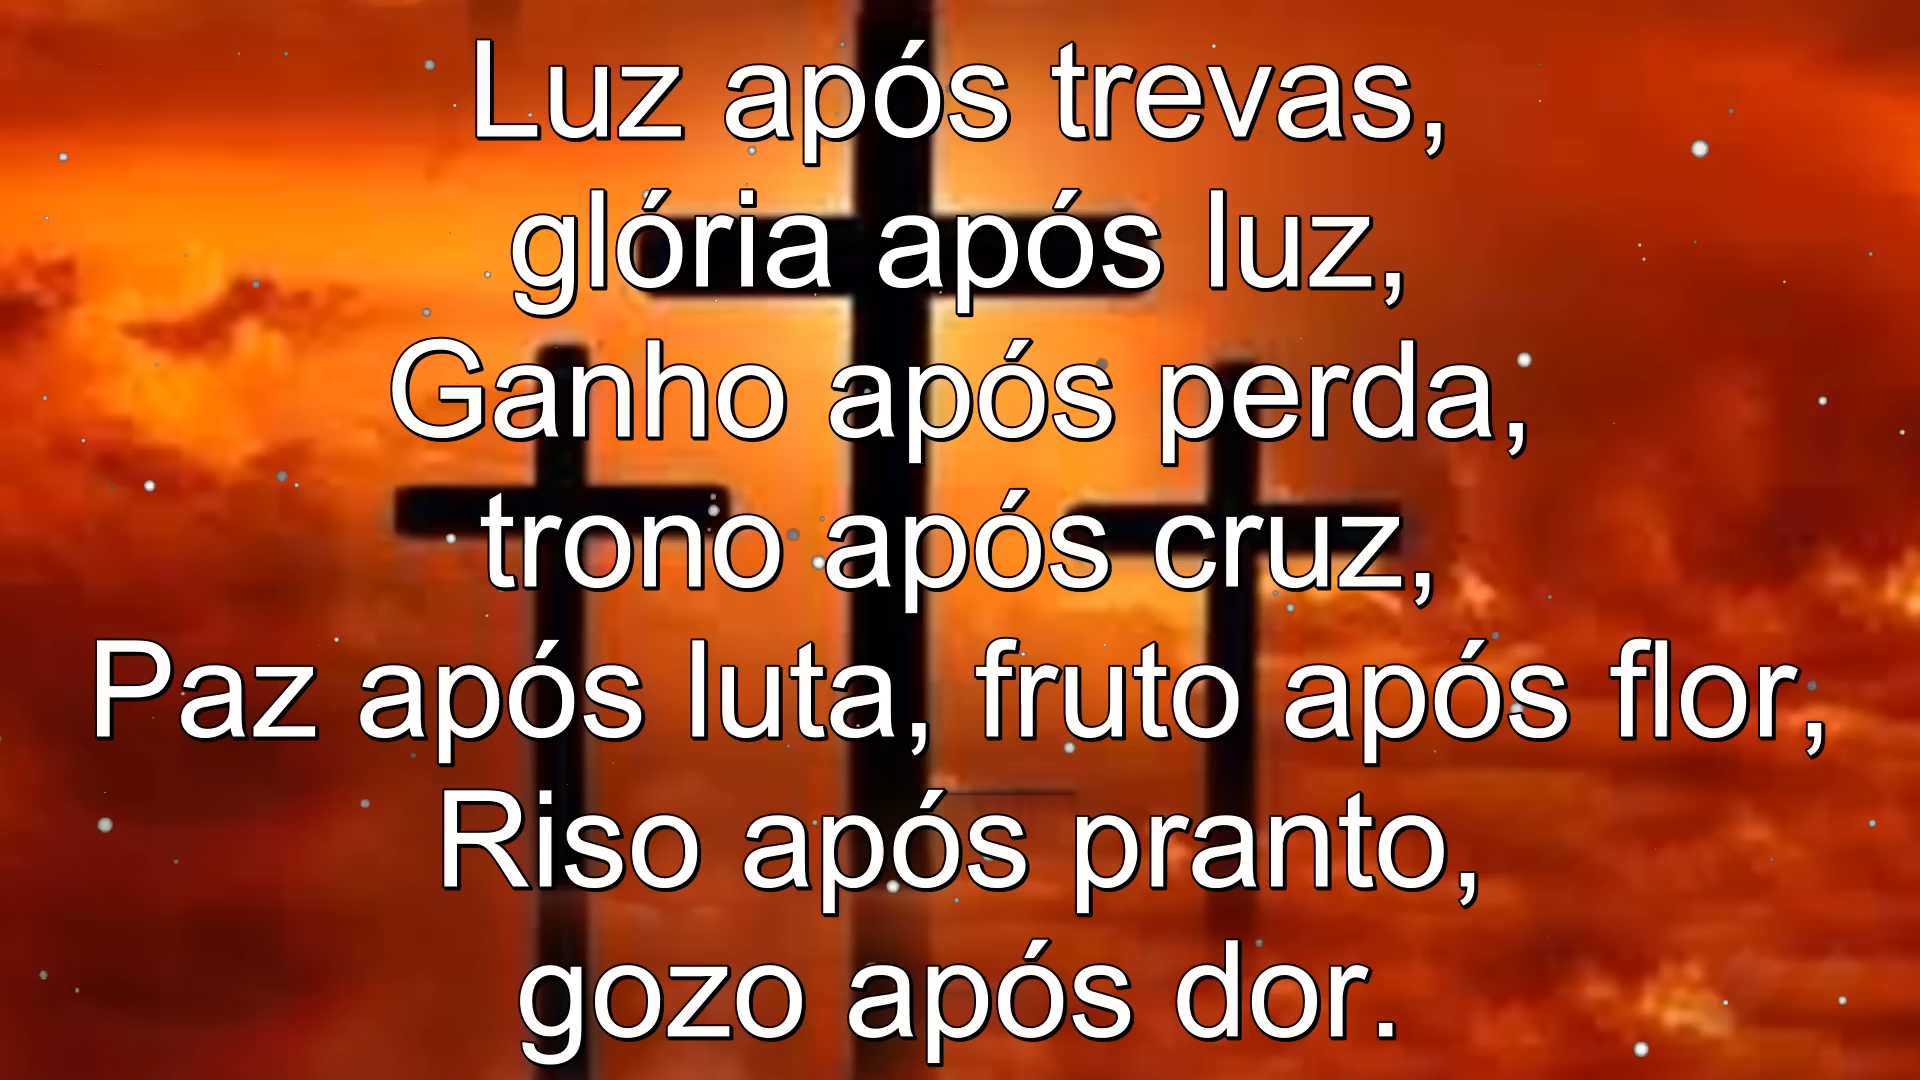 Luz após trevas,
glória após luz,
Ganho após perda,
trono após cruz,
Paz após luta, fruto após flor,
Riso após pranto,
gozo após dor.